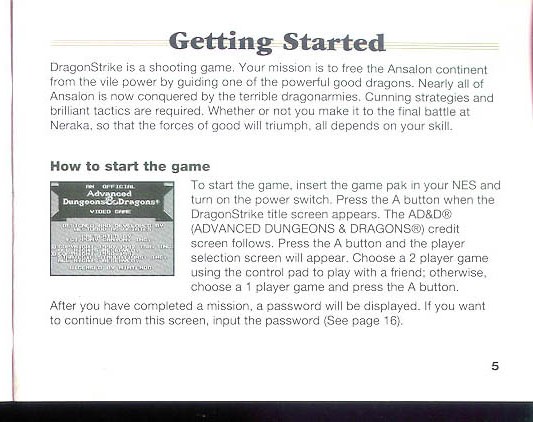 Getting Started
DragonStrike is a shooting game. Your mission is to free the Ansalon continent
from the vile power by guiding one of the powerful good dragons. Nearly all of
Ansalon is now conquered by the terrible dragonarmies. Cunning strategies and
brilliant tactics are required. Whether or not you make it to the final battle at
Neraka, so that the forces of good will triumph, all depends on your skill.
How to start the game
AN OFFICIAL
Advanced
Dungeons & Dragons®
VIDEO GAME
To start the game, insert the game pak in your NES and
turn on the power switch. Press the A button when the
DragonStrike title screen appears. The AD&D®
(ADVANCED DUNGEONS & DRAGONS®) credit
screen follows. Press the A button and the player
selection screen will appear. Choose a 2 player game
using the control pad to play with a friend; otherwise,
choose a 1 player game and press the A button.
After you have completed a mission, a password will be displayed. If you want
to continue from this screen, input the password (See page 16).
5